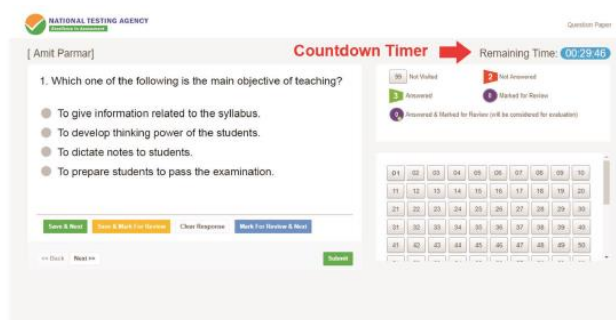 NATIONAL TESTING AGENCY
Excellence in Assessment
Question Paper
[ Amit Parmar]
Countdown Timer
Remaining Time: 00:29:46
1. Which one of the following is the main objective of teaching?
To give information related to the syllabus.
To develop thinking power of the students.
To dictate notes to students.
To prepare students to pass the examination.
Save & Next
Save & Mark For Review
Clear Response
Mark For Review & Next
<< Back
Next >>
Submit
99 Not Visited
2 Not Answered
3 Answered
0 Marked for Review
Answered & Marked for Review (will be considered for evaluation)
01 02 03 04 05 06 07 08 09 10
11 12 13 14 15 16 17 18 19 20
21 22 23 24 25 26 27 28 29 30
31 32 33 34 35 36 37 38 39 40
41 42 43 44 45 46 47 48 49 50